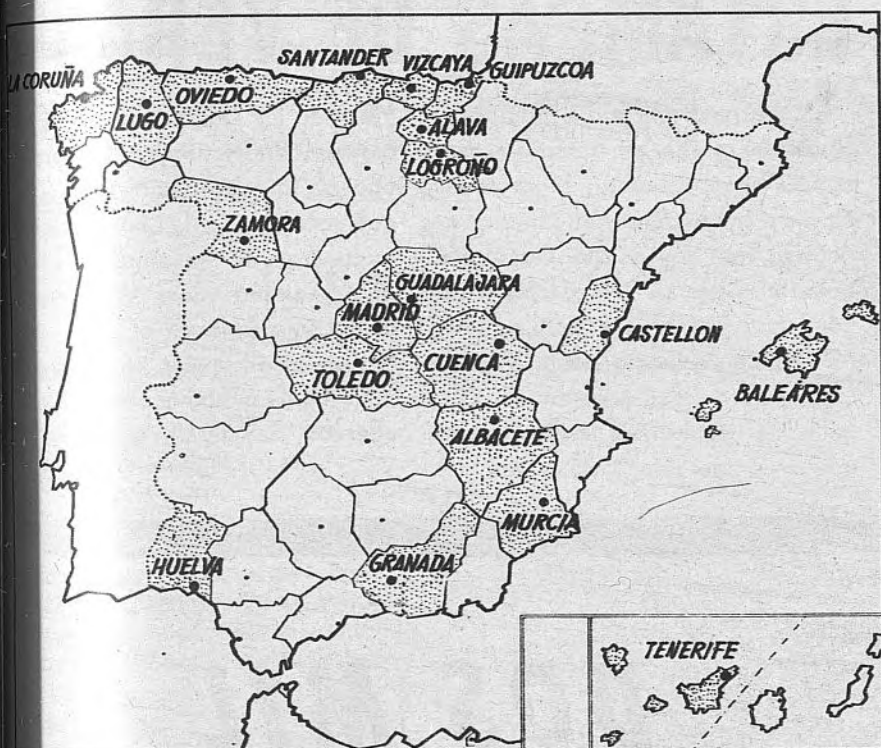 SANTANDER
VIZCAYA
GUIPUZCOA
LA CORUÑA
OVIEDO
LUGO
ALAVA
LOGROÑO
ZAMORA
GUADALAJARA
MADRID
CASTELLON
CUENCA
TOLEDO
BALEARES
ALBACETE
MURCIA
HUELVA
GRANADA
TENERIFE